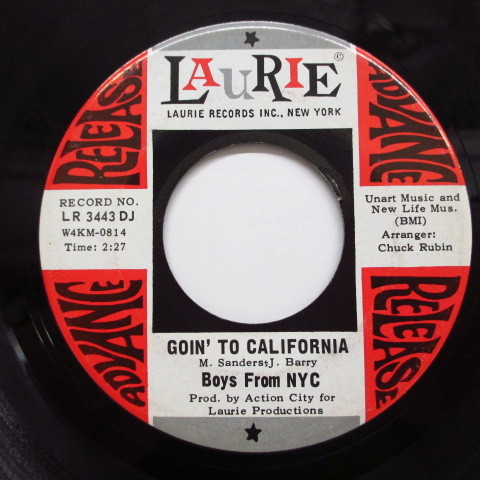 LAURIE ©
LAURIE RECORDS INC., NEW YORK
ADVANCE
RELEASE
RECORD NO.
LR 3443 DJ
W4KM-0814
Time: 2:27
Unart Music and
New Life Mus.
(BMI)
Arranger:
Chuck Rubin
ADVANCE
RELEASE
GOIN' TO CALIFORNIA
M. Sanders;J. Barry
Boys From NYC
Prod. by Action City for
Laurie Productions